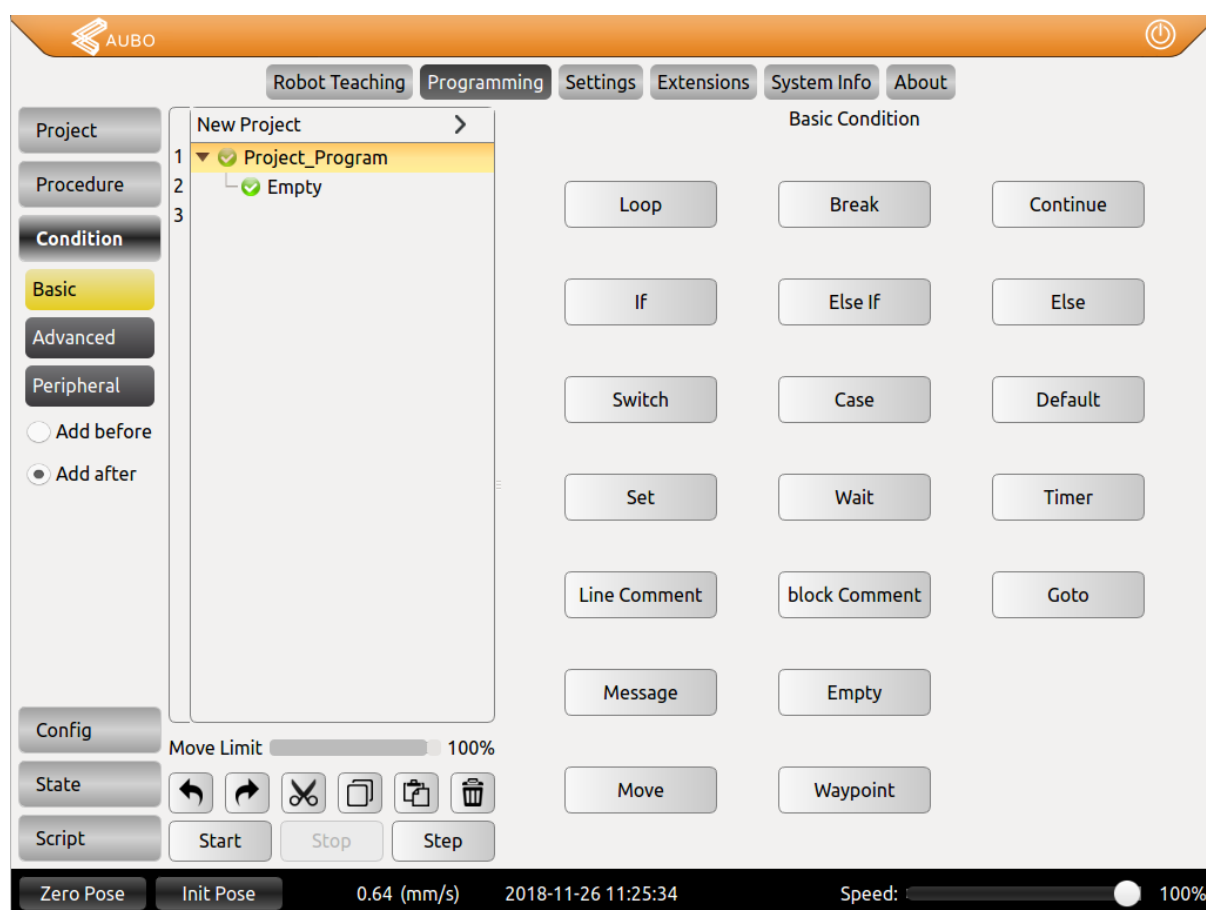 AUBO
Robot Teaching Programming Settings Extensions System Info About
Project
Procedure
Condition
Basic
Advanced
Peripheral
Add before
Add after
Config
State
Script
New Project
1 Project_Program
2 Empty
3
Move Limit 100%
Start Stop Step
Basic Condition
Loop Break Continue
If Else If Else
Switch Case Default
Set Wait Timer
Line Comment block Comment Goto
Message Empty
Move Waypoint
Zero Pose Init Pose 0.64 (mm/s) 2018-11-26 11:25:34 Speed: 100%